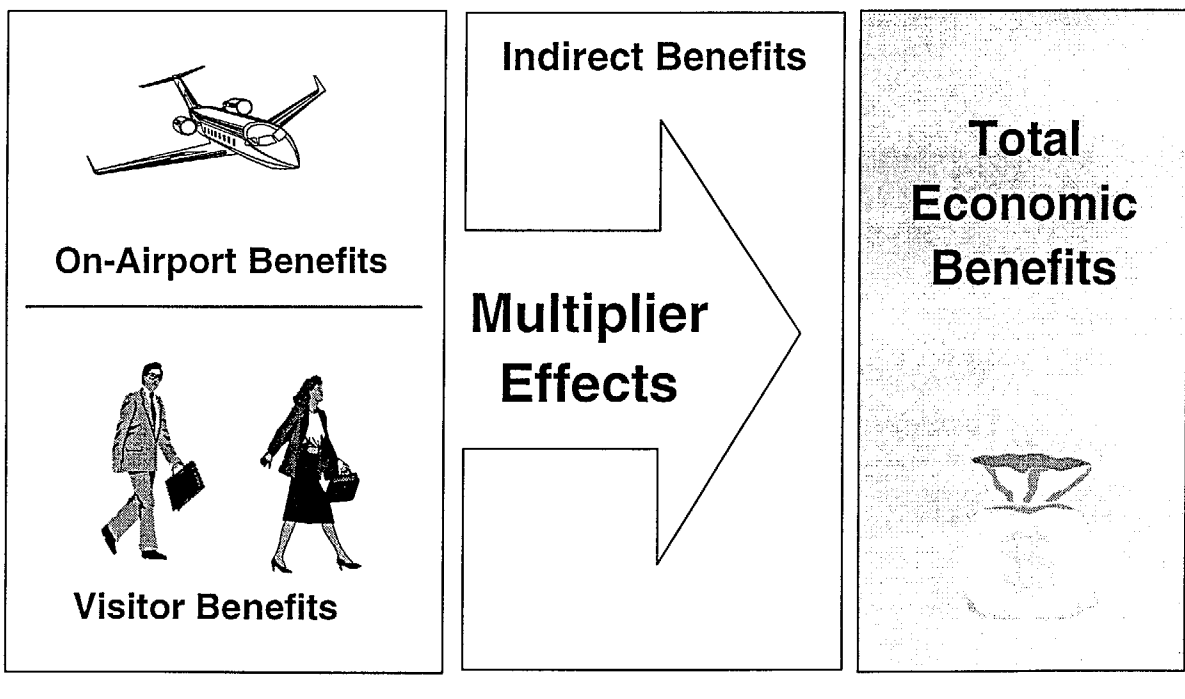 On-Airport Benefits
Visitor Benefits
Indirect Benefits
Multiplier
Effects
Total
Economic
Benefits
$